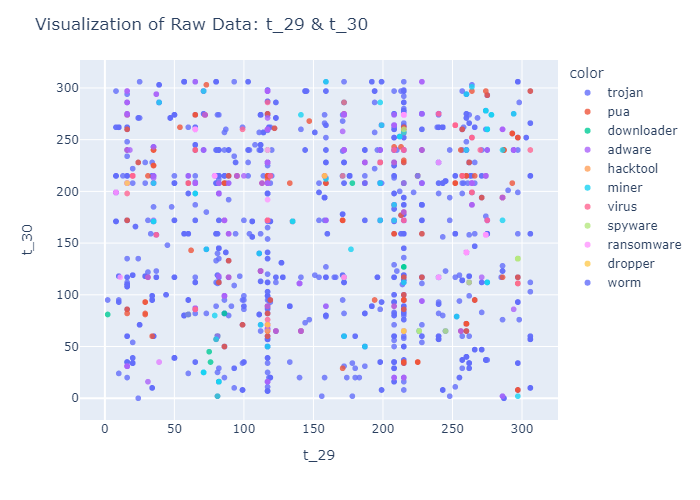 Visualization of Raw Data: t_29 & t_30
color
trojan
pua
downloader
adware
hacktool
miner
virus
spyware
ransomware
dropper
worm
300
250
200
150
100
50
0
t_30
0 50 100 150 200 250 300
t_29